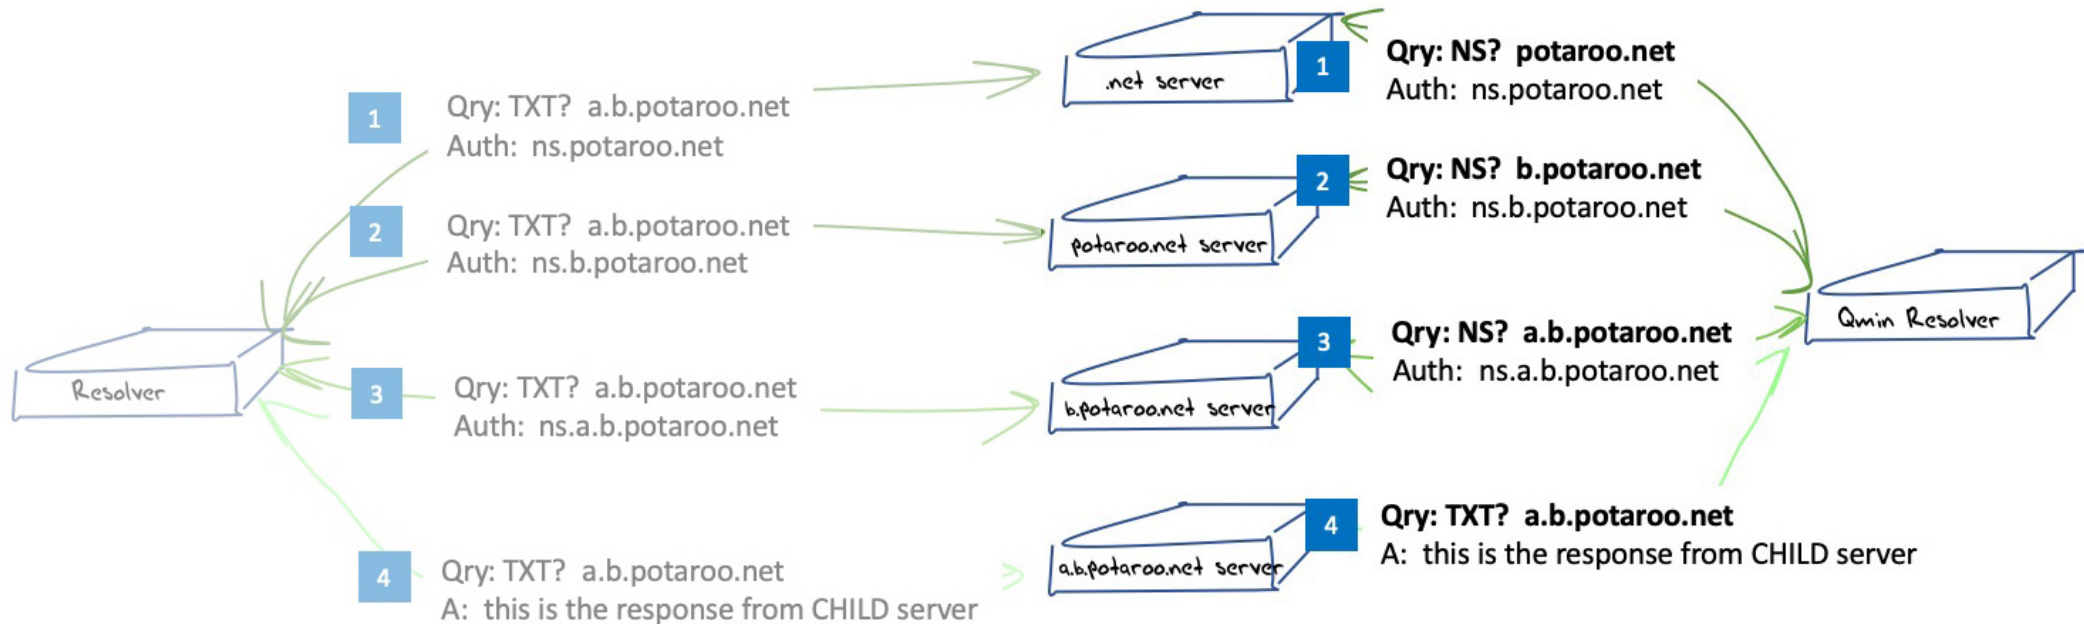 1
Qry: TXT? a.b.potaroo.net
Auth: ns.potaroo.net
2
Qry: TXT? a.b.potaroo.net
Auth: ns.b.potaroo.net
3
Qry: TXT? a.b.potaroo.net
Auth: ns.a.b.potaroo.net
4
Qry: TXT? a.b.potaroo.net
A: this is the response from CHILD server
Resolver
.net server
potaroo.net server
b.potaroo.net server
a.b.potaroo.net server
1
Qry: NS? potaroo.net
Auth: ns.potaroo.net
2
Qry: NS? b.potaroo.net
Auth: ns.b.potaroo.net
3
Qry: NS? a.b.potaroo.net
Auth: ns.a.b.potaroo.net
4
Qry: TXT? a.b.potaroo.net
A: this is the response from CHILD server
Qmin Resolver